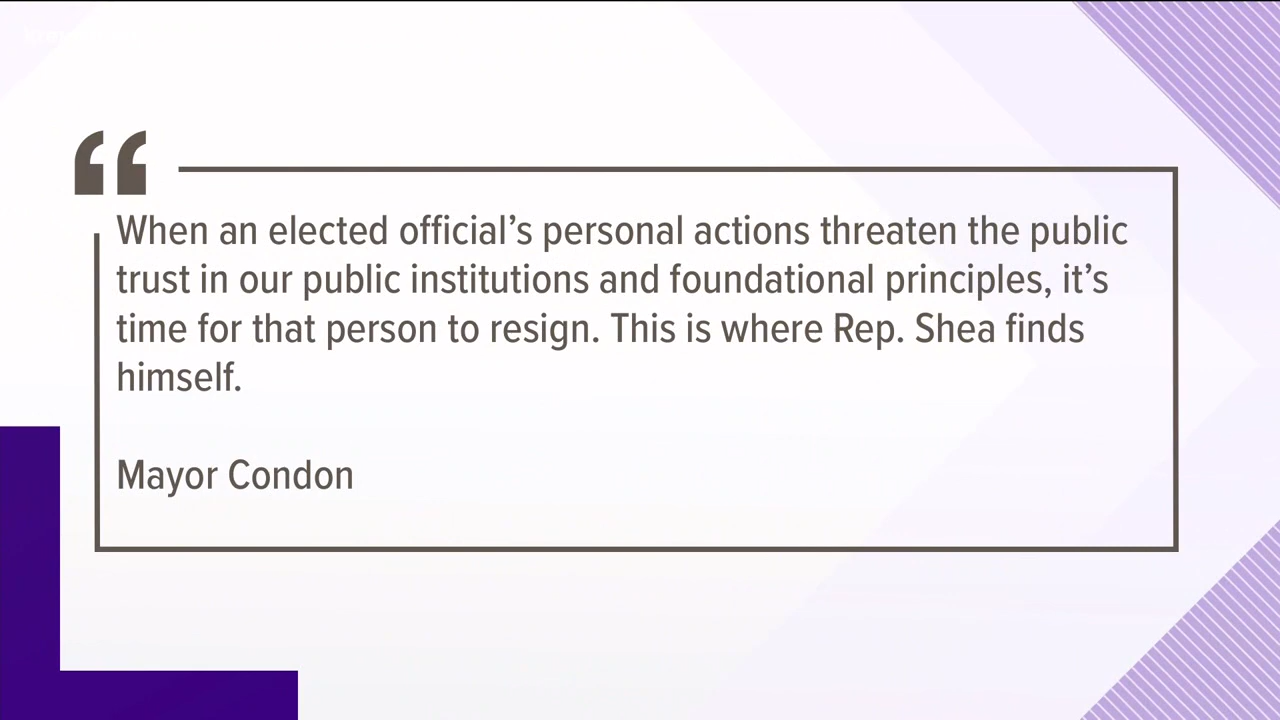 “
When an elected official’s personal actions threaten the public
trust in our public institutions and foundational principles, it’s
time for that person to resign. This is where Rep. Shea finds
himself.
Mayor Condon